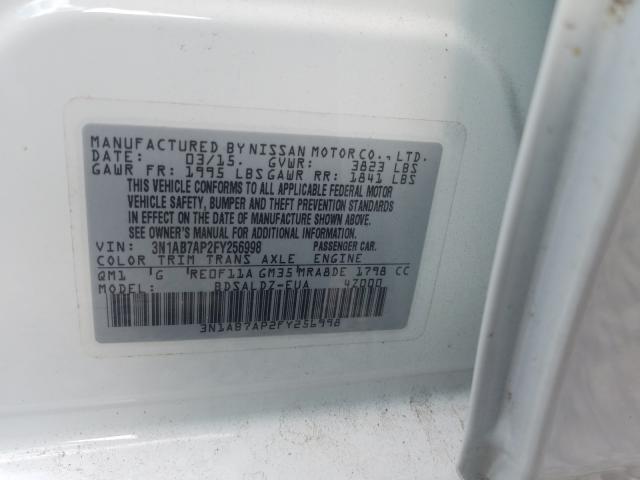 MANUFACTURED BY NISSAN MOTOR CO., LTD.
DATE: 03/15. GVWR: 3823 LBS
GAWR FR: 1995 LBS GAWR RR: 1841 LBS
THIS VEHICLE CONFORMS TO ALL APPLICABLE FEDERAL MOTOR
VEHICLE SAFETY, BUMPER AND THEFT PREVENTION STANDARDS
IN EFFECT ON THE DATE OF MANUFACTURE SHOWN ABOVE.
SEE OWNER'S MANUAL FOR ADDITIONAL INFORMATION.
VIN: 3N1AB7AP2FY256998 PASSENGER CAR.
COLOR TRIM TRANS AXLE ENGINE
QM1 'G 'RE0F11A GM35 MRA8DE 1798 CC
MODEL: BDSALDZ-EUA 4Z000
3N1AB7AP2FY256998